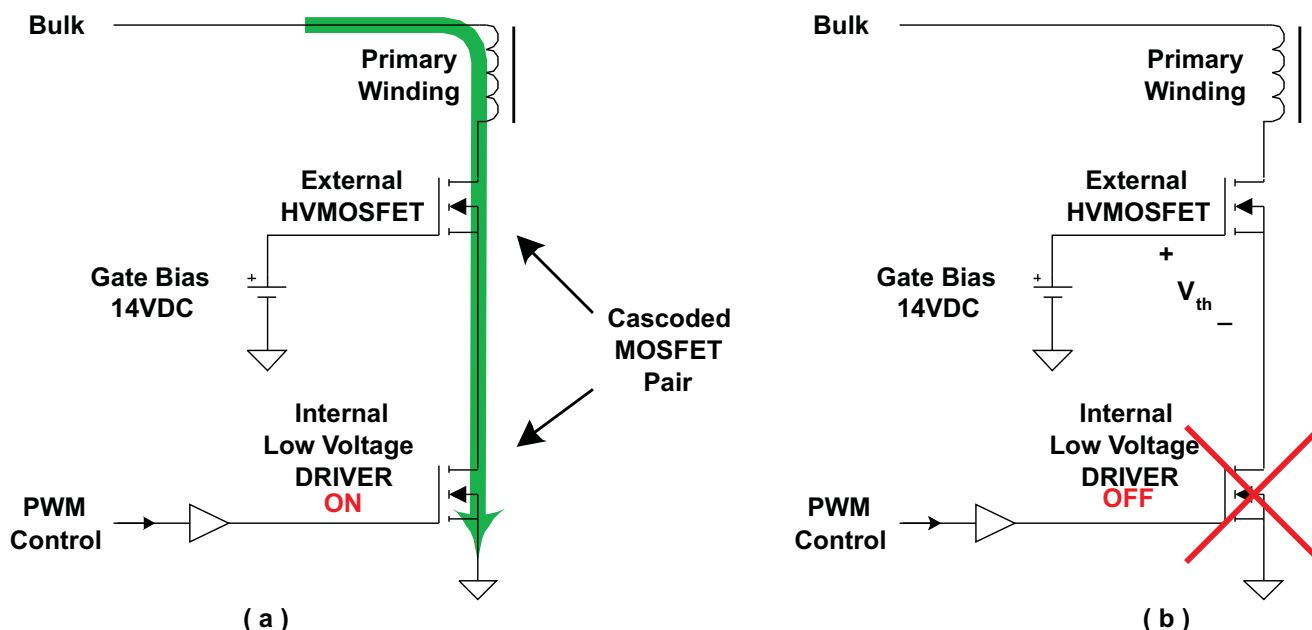 Bulk
Primary
Winding
External
HVMOSFET
+
Gate Bias
14VDC
Cascoded
MOSFET
Pair
Internal
Low Voltage
DRIVER
ON
PWM
Control
( a )
Bulk
Primary
Winding
External
HVMOSFET
+
Gate Bias
14VDC
+
Vth
–
Internal
Low Voltage
DRIVER
OFF
PWM
Control
( b )